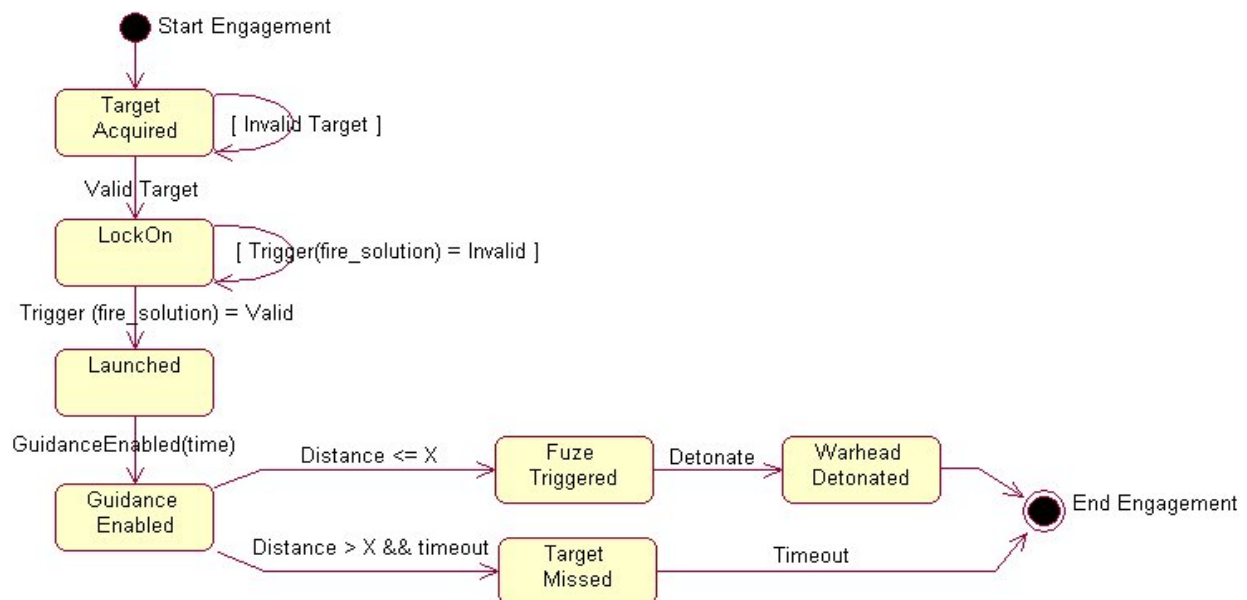 Start Engagement
Target
Acquired
[ Invalid Target ]
Valid Target
LockOn
[ Trigger(fire_solution) = Invalid ]
Trigger (fire_solution) = Valid
Launched
GuidanceEnabled(time)
Distance <= X
Fuze
Triggered
Detonate
Warhead
Detonated
Guidance
Enabled
End Engagement
Distance > X && timeout
Target
Missed
Timeout